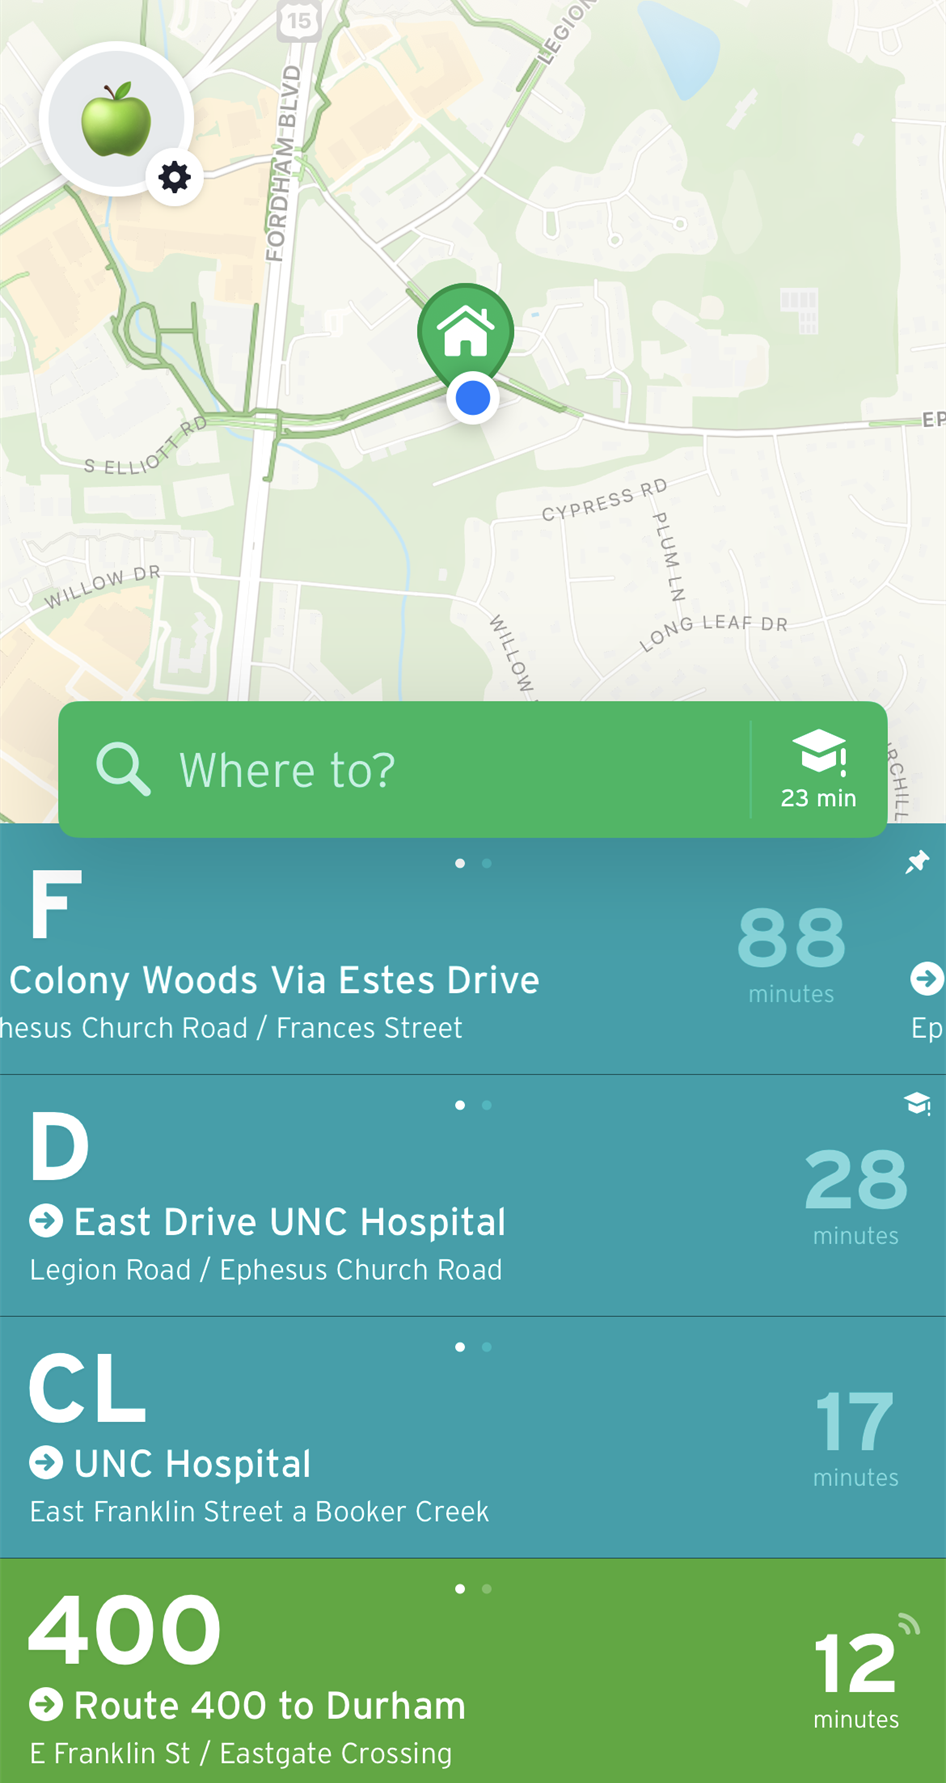 15
LEGION
FORDHAM BLVD
EP
S ELLIOTT RD
CYPRESS RD
PLUM LN
WILLOW DR
LONG LEAF DR
WILLOW
RCHILL
Where to?
23 min
F
88
minutes
Colony Woods Via Estes Drive
hesus Church Road / Frances Street
Ep
D
28
minutes
East Drive UNC Hospital
Legion Road / Ephesus Church Road
CL
17
minutes
UNC Hospital
East Franklin Street a Booker Creek
400
12
minutes
Route 400 to Durham
E Franklin St / Eastgate Crossing